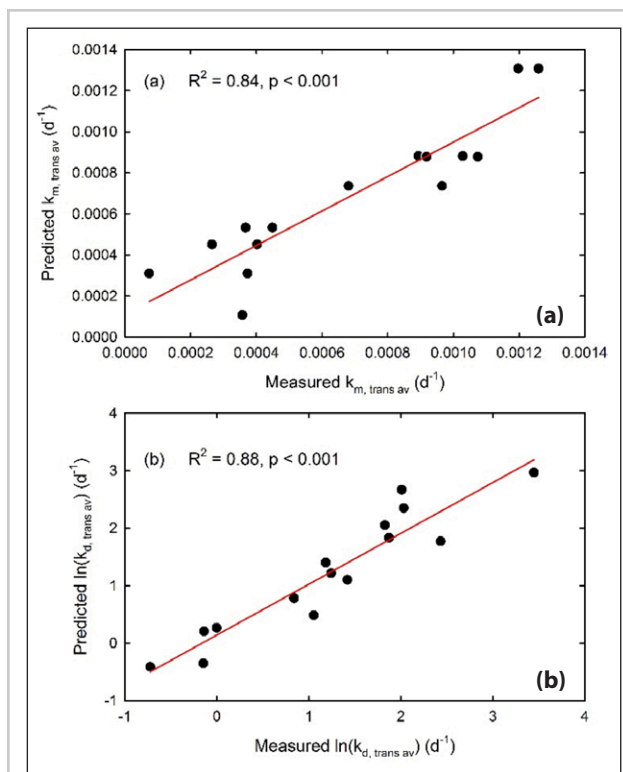 0.0014
(a) R² = 0.84, p < 0.001
0.0012
0.0010
0.0008
0.0006
0.0004
0.0002
0.0000
Predicted kₘ, trans av (d⁻¹)
(a)
0.0000 0.0002 0.0004 0.0006 0.0008 0.0010 0.0012 0.0014
Measured kₘ, trans av (d⁻¹)
4
(b) R² = 0.88, p < 0.001
3
2
1
0
-1
Predicted ln(k_d, trans av) (d⁻¹)
(b)
-1 0 1 2 3 4
Measured ln(k_d, trans av) (d⁻¹)